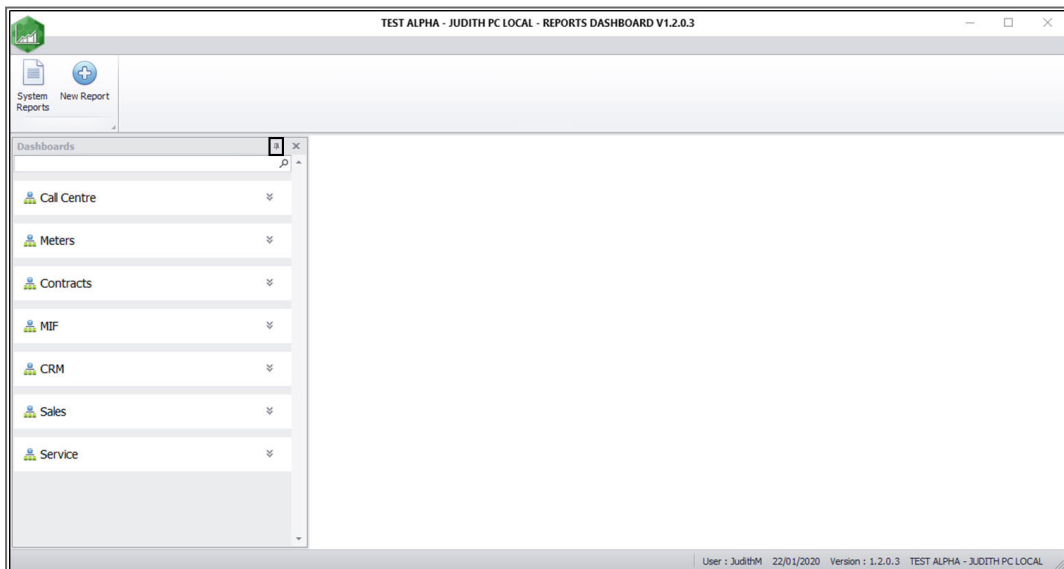 TEST ALPHA - JUDITH PC LOCAL - REPORTS DASHBOARD V1.2.0.3
System Reports
New Report
Dashboards
Call Centre
Meters
Contracts
MIF
CRM
Sales
Service
User : JudithM 22/01/2020 Version : 1.2.0.3 TEST ALPHA - JUDITH PC LOCAL